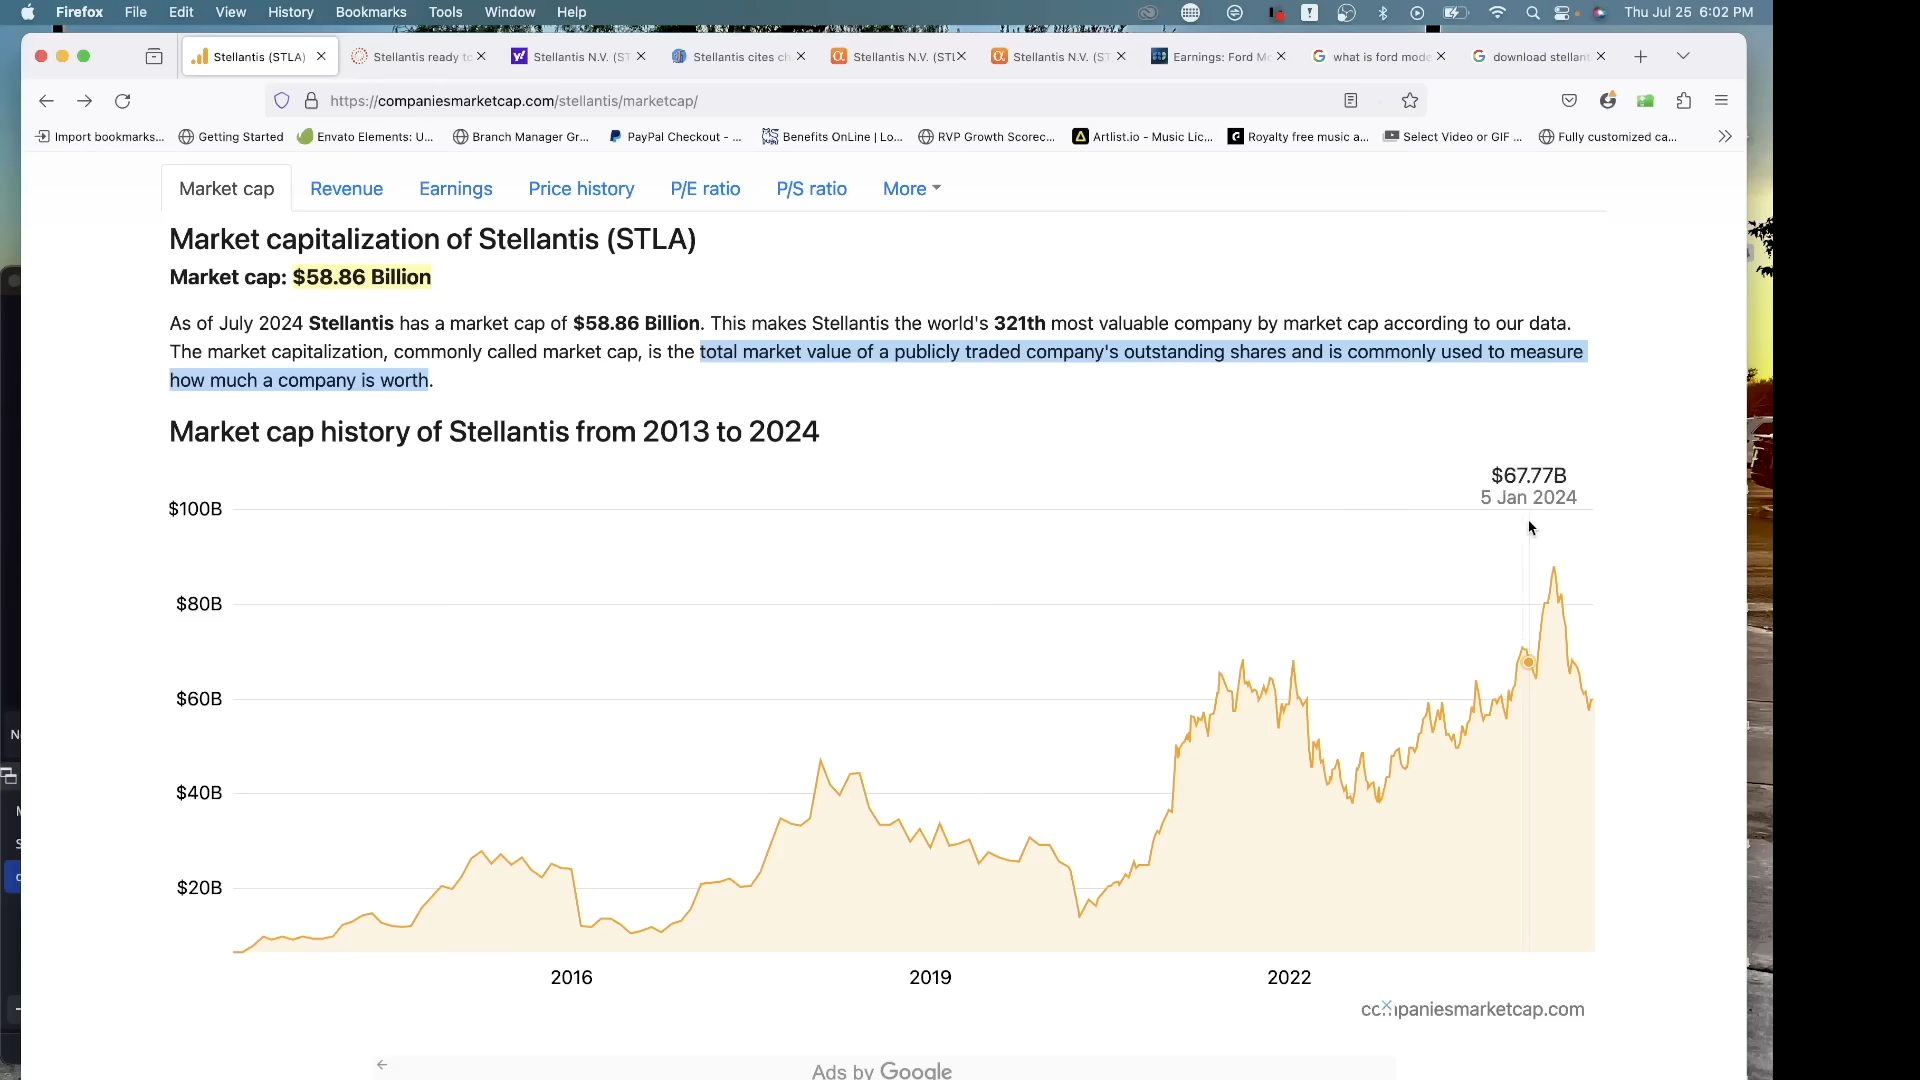 Firefox File Edit View History Bookmarks Tools Window Help Thu Jul 25 6:02 PM
Stellantis (STLA) Stellantis ready to Stellantis N.V. (ST Stellantis cites ch Stellantis N.V. (STL Stellantis N.V. (ST Earnings: Ford Mo what is ford mode download stellant
https://companiesmarketcap.com/stellantis/marketcap/
Import bookmarks... Getting Started Envato Elements: U... Branch Manager Gr... PayPal Checkout - ... Benefits OnLine | Lo... RVP Growth Scorec... Artlist.io - Music Lic... Royalty free music a... Select Video or GIF ... Fully customized ca...
Market cap Revenue Earnings Price history P/E ratio P/S ratio More
Market capitalization of Stellantis (STLA)
Market cap: $58.86 Billion
As of July 2024 Stellantis has a market cap of $58.86 Billion. This makes Stellantis the world's 321th most valuable company by market cap according to our data.
The market capitalization, commonly called market cap, is the total market value of a publicly traded company's outstanding shares and is commonly used to measure
how much a company is worth.
Market cap history of Stellantis from 2013 to 2024
$67.77B
5 Jan 2024
$100B
$80B
$60B
$40B
$20B
2016 2019 2022
companiesmarketcap.com
Ads by Google